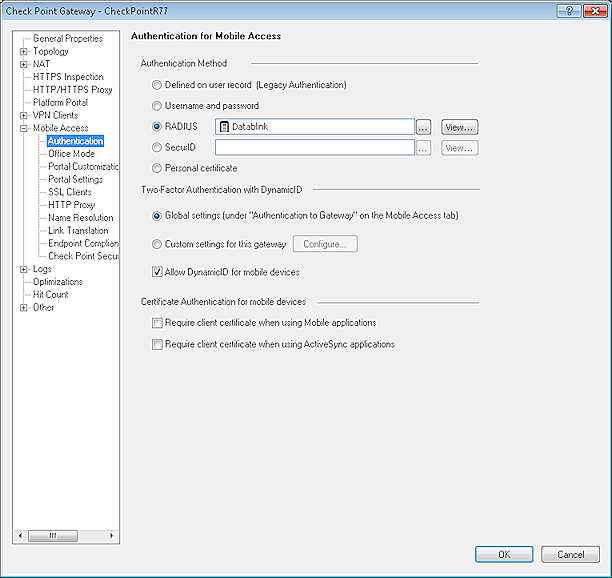 Check Point Gateway - CheckPointR77
General Properties
Topology
NAT
HTTPS Inspection
HTTP/HTTPS Proxy
Platform Portal
VPN Clients
Mobile Access
Authentication
Office Mode
Portal Customizatic
Portal Settings
SSL Clients
HTTP Proxy
Name Resolution
Link Translation
Endpoint Complian
Check Point Secu
Logs
Optimizations
Hit Count
Other
Authentication for Mobile Access
Authentication Method
Defined on user record (Legacy Authentication)
Username and password
RADIUS Datablink ... View...
SecurID ... View...
Personal certificate
Two-Factor Authentication with DynamicID
Global settings (under "Authentication to Gateway" on the Mobile Access tab)
Custom settings for this gateway Configure...
Allow DynamicID for mobile devices
Certificate Authentication for mobile devices
Require client certificate when using Mobile applications
Require client certificate when using ActiveSync applications
OK Cancel